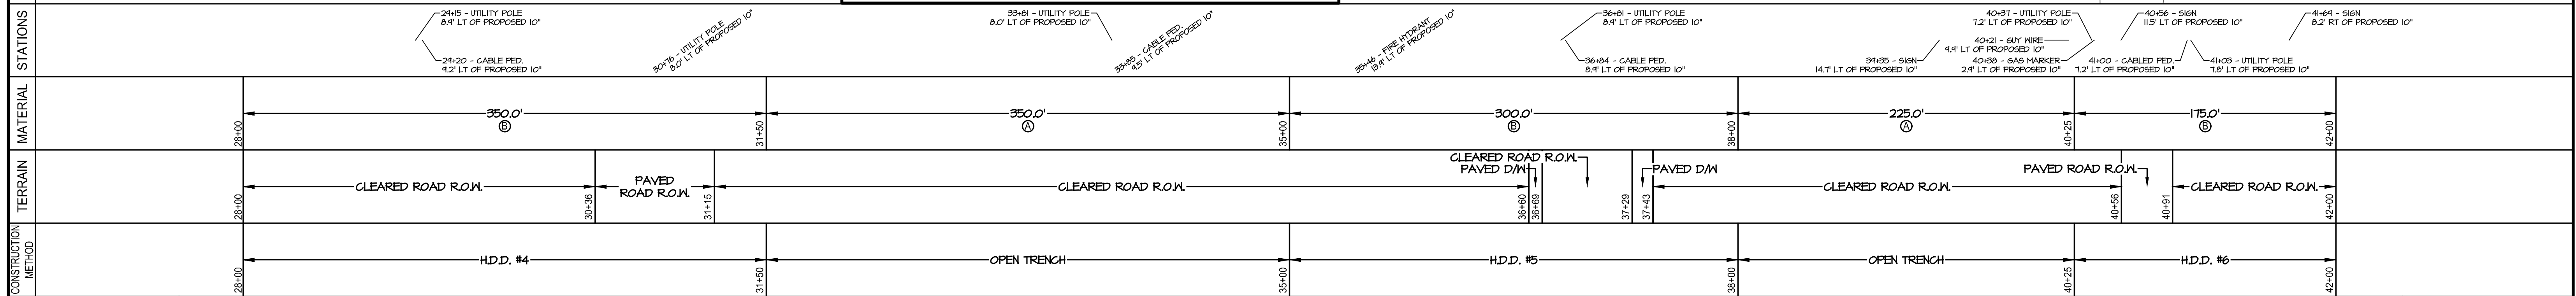 STATIONS
29+15 - UTILITY POLE
8.9' LT OF PROPOSED 10"
29+20 - CABLE PED.
9.2' LT OF PROPOSED 10"
30+76 - UTILITY POLE
8.0' LT OF PROPOSED 10"
33+81 - UTILITY POLE
8.0' LT OF PROPOSED 10"
33+85 - CABLE PED.
9.5' LT OF PROPOSED 10"
35+46 - FIRE HYDRANT
13.9' LT OF PROPOSED 10"
36+81 - UTILITY POLE
8.9' LT OF PROPOSED 10"
36+84 - CABLE PED.
8.9' LT OF PROPOSED 10"
39+35 - SIGN
14.7' LT OF PROPOSED 10"
40+37 - UTILITY POLE
7.2' LT OF PROPOSED 10"
40+21 - GUY WIRE
9.9' LT OF PROPOSED 10"
40+38 - GAS MARKER
2.9' LT OF PROPOSED 10"
40+56 - SIGN
11.5' LT OF PROPOSED 10"
41+00 - CABLED PED.
7.2' LT OF PROPOSED 10"
41+03 - UTILITY POLE
7.8' LT OF PROPOSED 10"
41+69 - SIGN
8.2' RT OF PROPOSED 10"
MATERIAL
28+00
350.0'
B
31+50
350.0'
A
35+00
300.0'
B
38+00
225.0'
A
40+25
175.0'
B
42+00
TERRAIN
28+00
CLEARED ROAD R.O.W.
30+36
PAVED
ROAD R.O.W.
31+15
CLEARED ROAD R.O.W.
36+60
PAVED D/W
36+69
CLEARED ROAD R.O.W.
37+29
PAVED D/W
37+43
CLEARED ROAD R.O.W.
40+56
PAVED ROAD R.O.W.
40+91
CLEARED ROAD R.O.W.
42+00
CONSTRUCTION
METHOD
28+00
H.D.D. #4
31+50
OPEN TRENCH
35+00
H.D.D. #5
38+00
OPEN TRENCH
40+25
H.D.D. #6
42+00